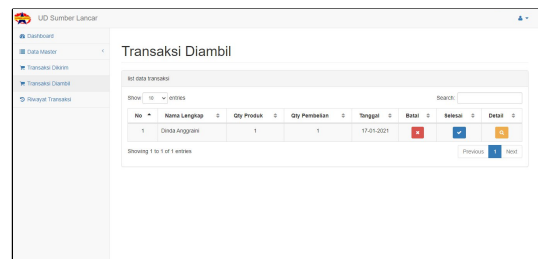 UD Sumber Lancar
Dashboard
Data Master
Transaksi Dikirim
Transaksi Diambil
Riwayat Transaksi
Transaksi Diambil
list data transaksi
Show 10 entries
Search:
No Nama Lengkap Qty Produk Qty Pembelian Tanggal Batal Selesai Detail
1 Dinda Anggraini 1 1 17-01-2021
Showing 1 to 1 of 1 entries
Previous 1 Next